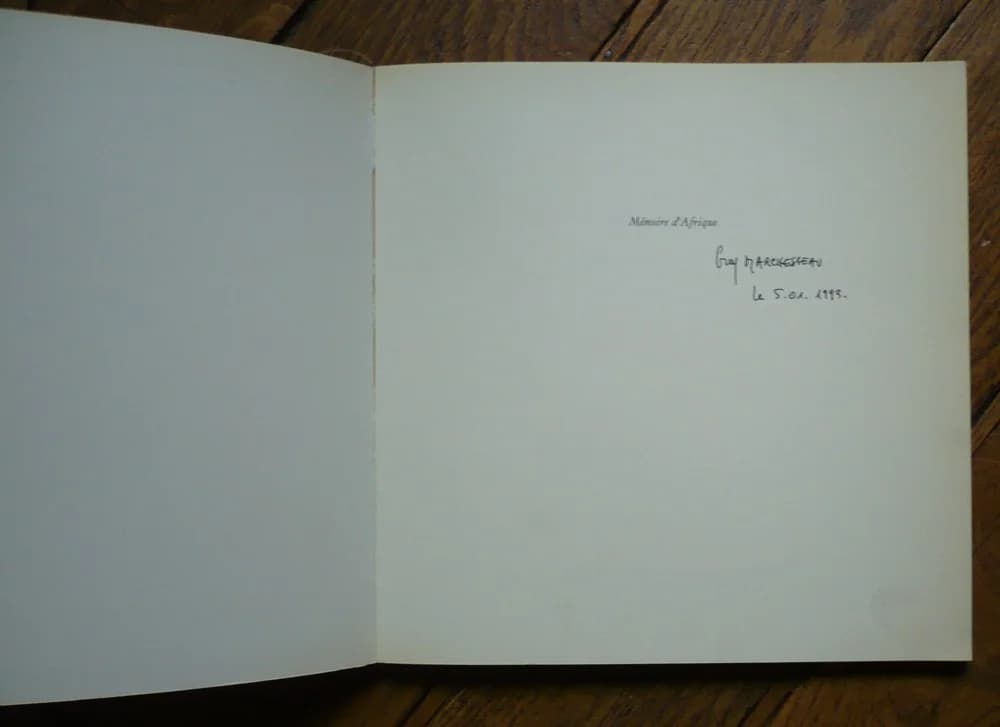 Mémoire d'Afrique
Guy MARCHESSEAU
le 5.01.1993.